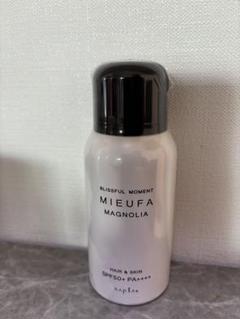 BLISSFUL MOMENT
MIEUFA
MAGNOLIA
HAIR & SKIN
SPF50+ PA++++
napla